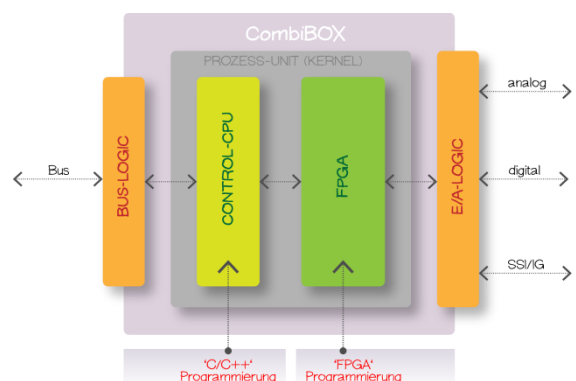 CombiBOX
PROZESS-UNIT (KERNEL)
analog
Bus
BUS-LOGIC
CONTROL-CPU
FPGA
E/A-LOGIC
digital
SSI/IG
"C/C++"
Programmierung
"FPGA"
Programmierung